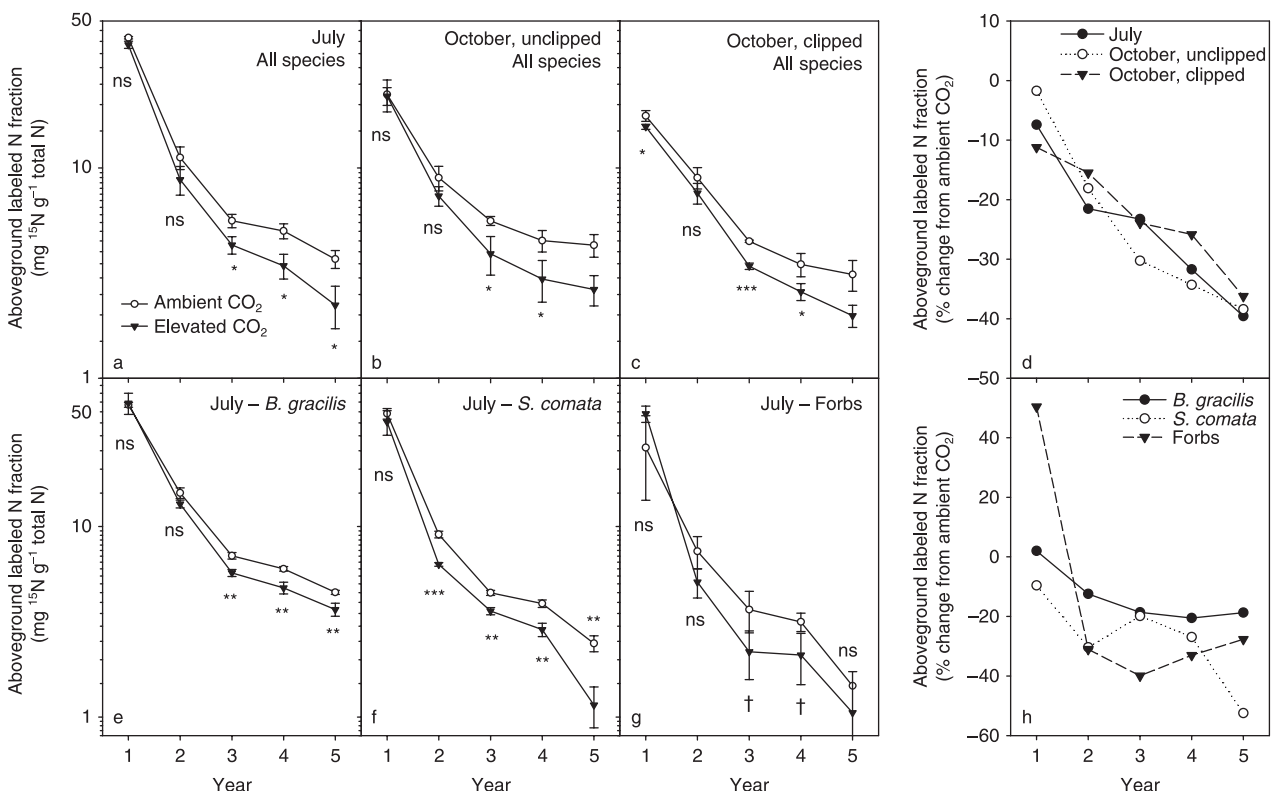 Aboveground labeled N fraction
(mg ¹⁵N g⁻¹ total N)
50
10
1
July
All species
ns
ns
*
*
*
Ambient CO₂
Elevated CO₂
a
October, unclipped
All species
ns
ns
*
*
b
October, clipped
All species
*
ns
***
*
c
Aboveground labeled N fraction
(% change from ambient CO₂)
10
0
−10
−20
−30
−40
−50
July
October, unclipped
October, clipped
d
Aboveground labeled N fraction
(mg ¹⁵N g⁻¹ total N)
50
10
1
July – B. gracilis
ns
ns
**
**
**
e
1 2 3 4 5
Year
July – S. comata
ns
***
**
**
**
f
1 2 3 4 5
Year
July – Forbs
ns
ns
†
†
ns
g
1 2 3 4 5
Year
Aboveground labeled N fraction
(% change from ambient CO₂)
60
40
20
0
−20
−40
−60
B. gracilis
S. comata
Forbs
h
1 2 3 4 5
Year